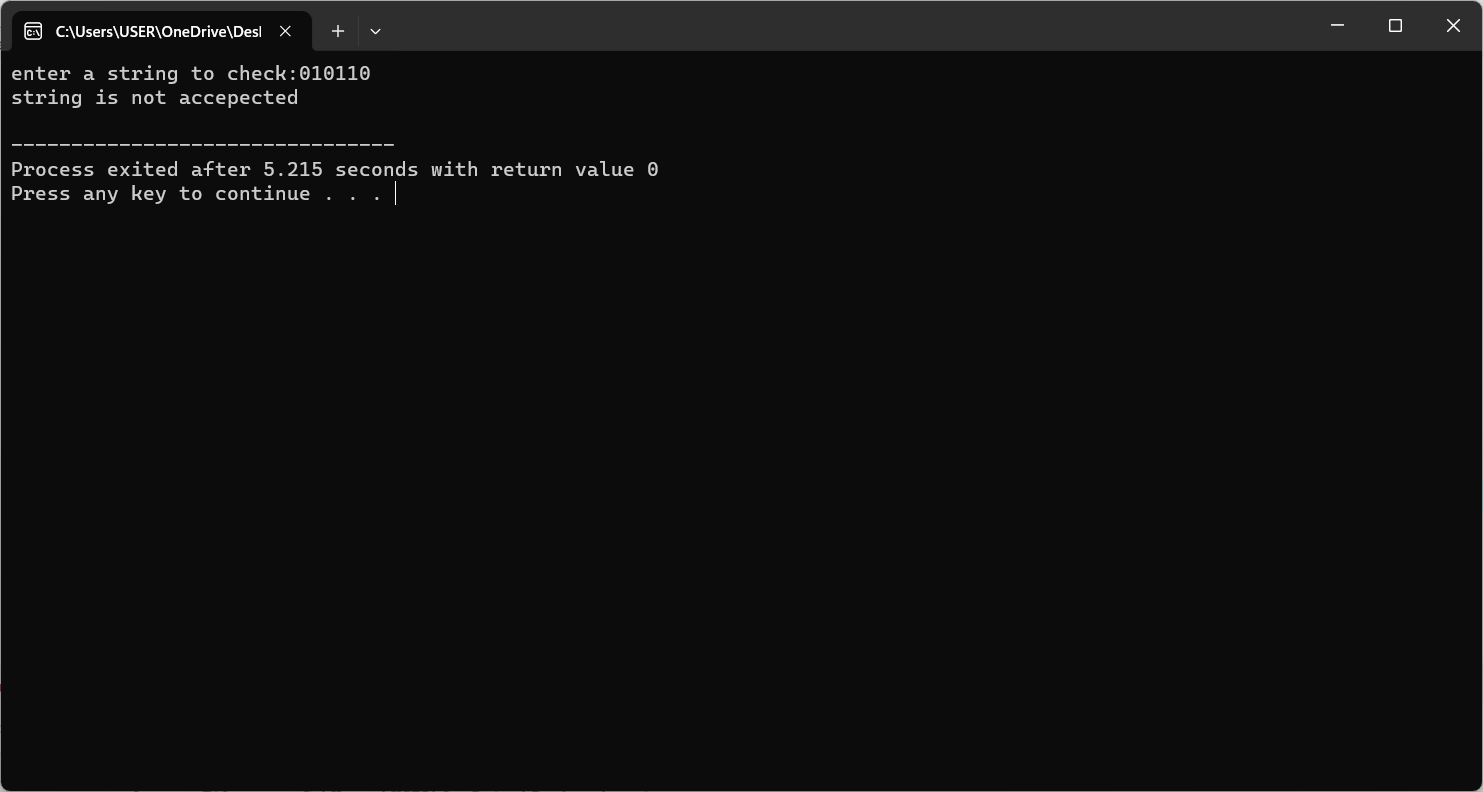 C:\Users\USER\OneDrive\Des
enter a string to check:010110
string is not accepected
--------------------------------
Process exited after 5.215 seconds with return value 0
Press any key to continue . . .